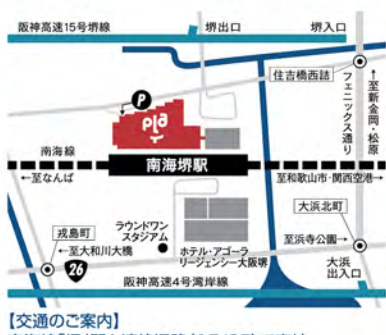 阪神高速15号堺線
堺出口
堺入口
住吉橋西詰
フェニックス通り
←至新金岡・松原
P
pla
南海線
←至なんば
南海堺駅
至和歌山市・関西空港→
戎島町
←至大和川大橋
26
ラウンドワン
スタジアム
ホテル・アゴーラ
リージェンシー大阪堺
大浜北町
←至浜寺公園
大浜
出入口
阪神高速4号湾岸線
【交通のご案内】